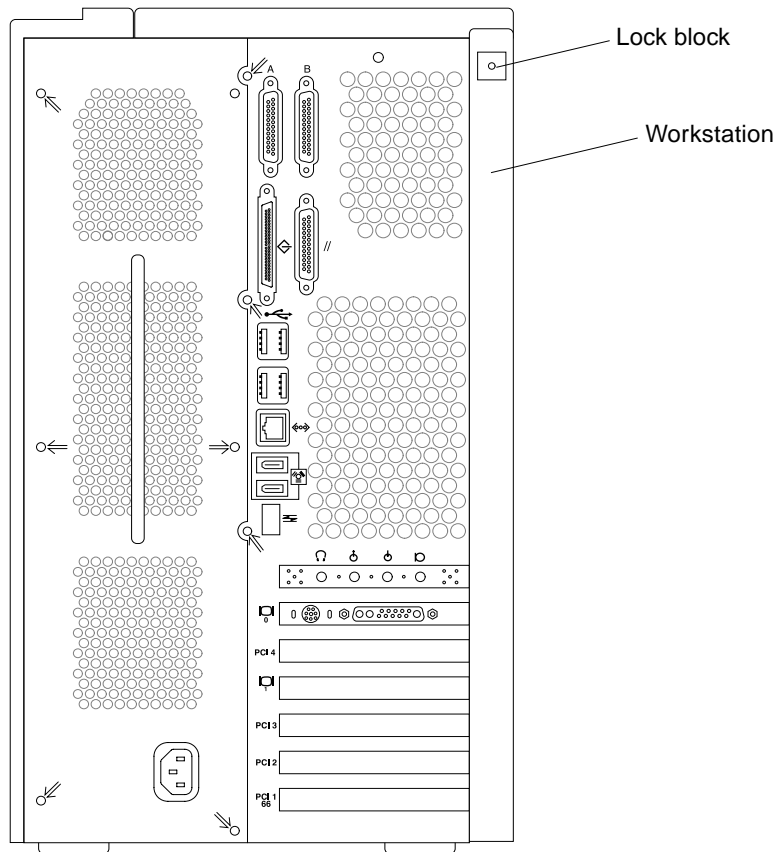 Lock block
Workstation
A B
//
0
PCI 4
1
PCI 3
PCI 2
PCI 1
66